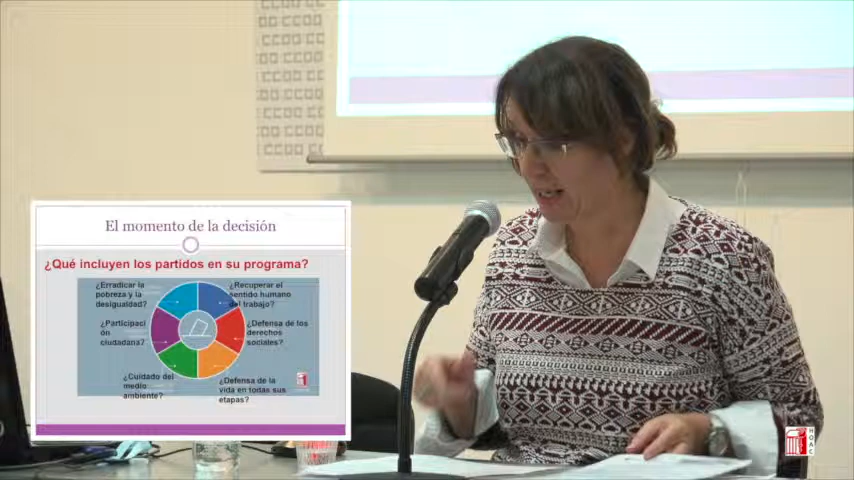 El momento de la decisión
¿Qué incluyen los partidos en su programa?
¿Erradicar la
pobreza y la
desigualdad?
¿Recuperar el
sentido humano
del trabajo?
¿Participaci
ón
ciudadana?
¿Defensa de los
derechos
sociales?
¿Cuidado del
medio
ambiente?
¿Defensa de la
vida en todas sus
etapas?
HOAC